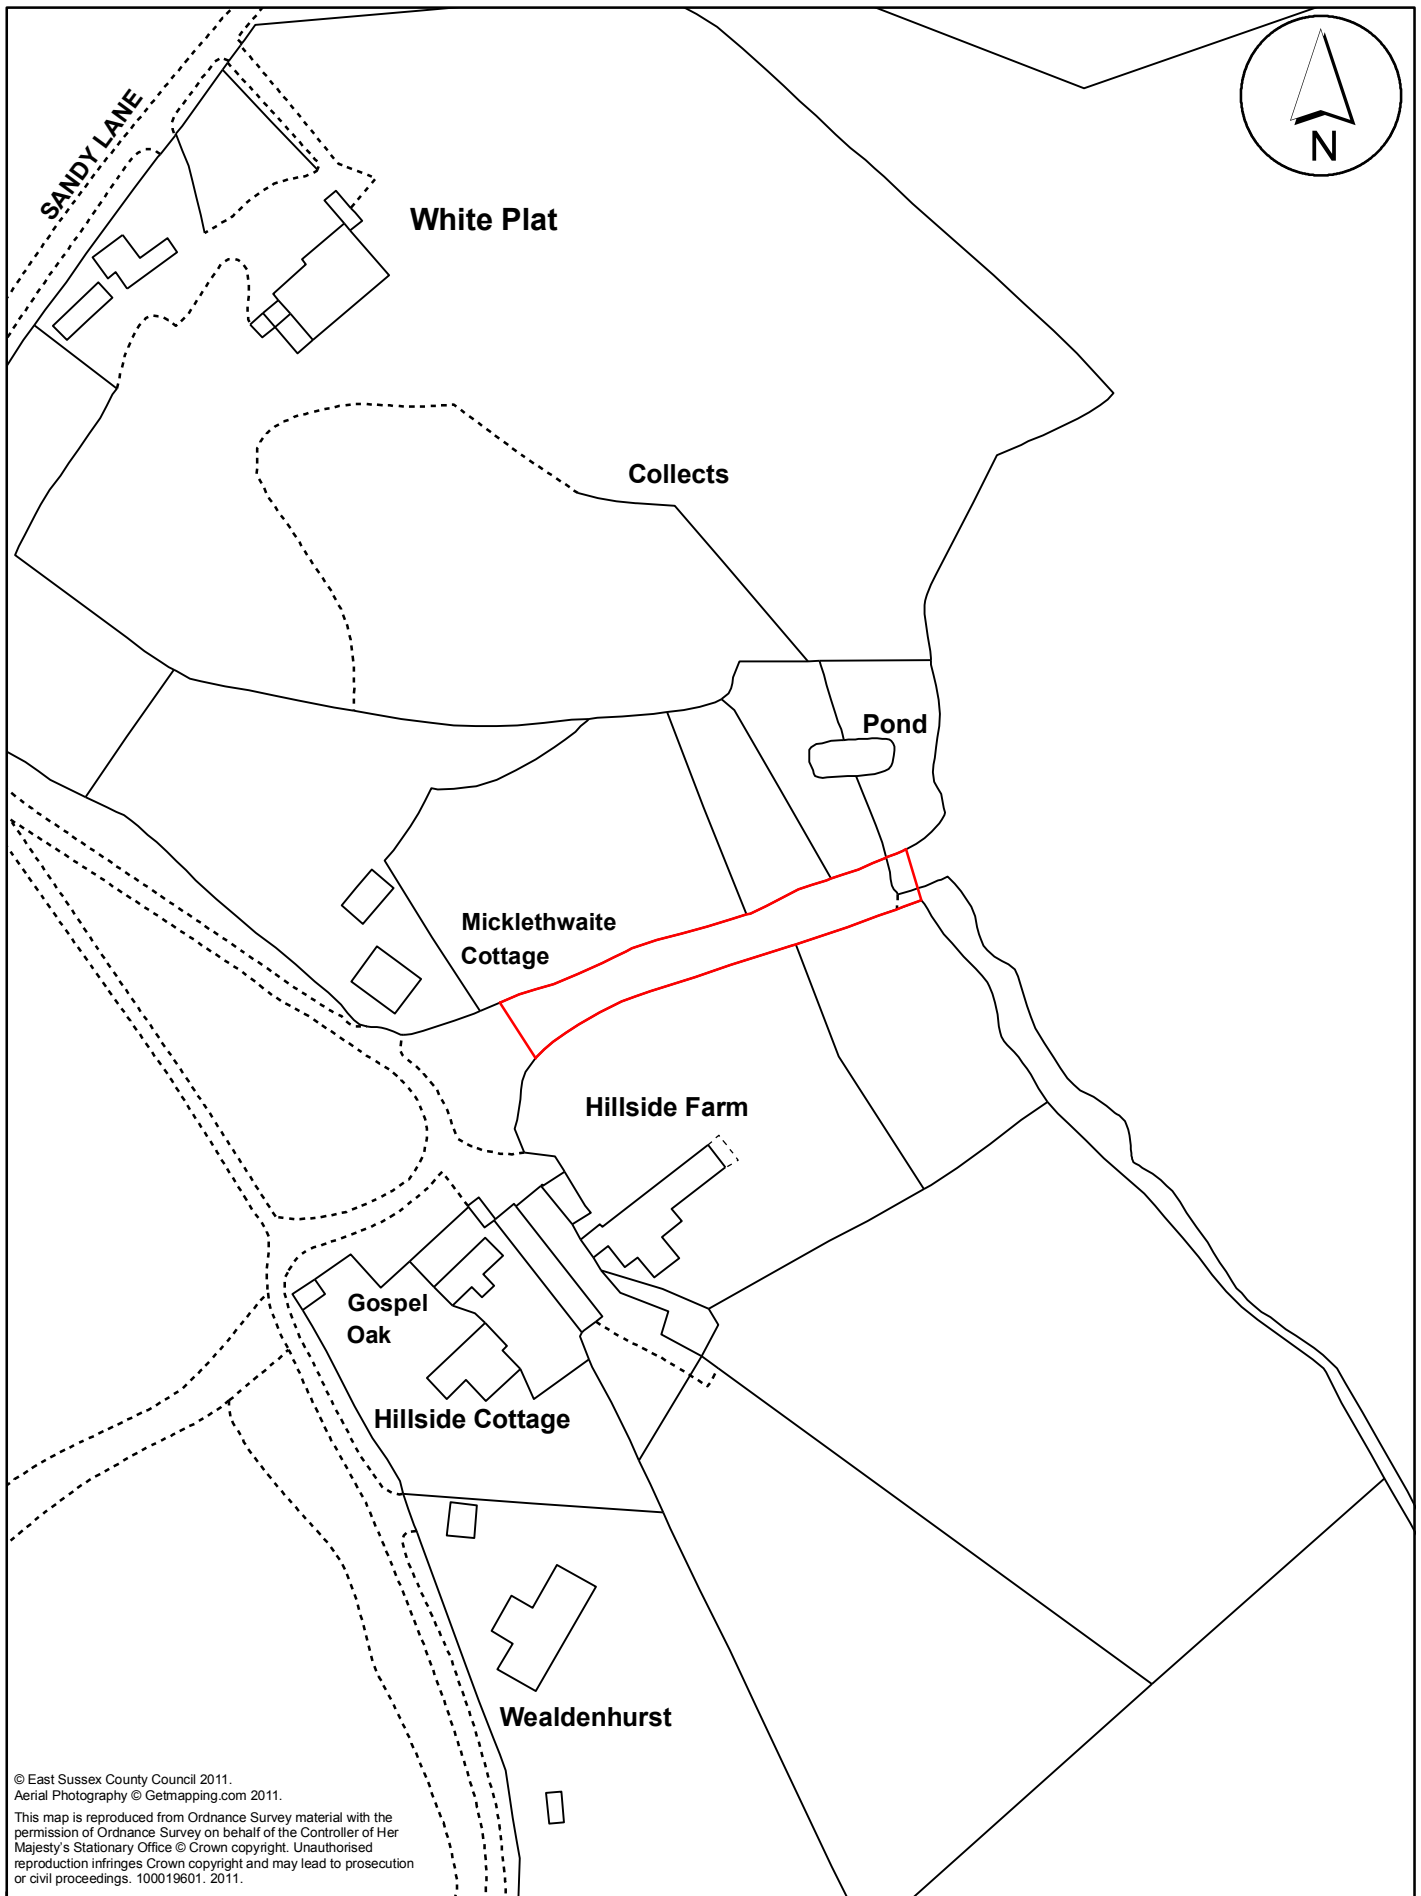 N
SANDY LANE
White Plat
Collects
Pond
Micklethwaite
Cottage
Hillside Farm
Gospel
Oak
Hillside Cottage
Wealdenhurst
© East Sussex County Council 2011.
Aerial Photography © Getmapping.com 2011.
This map is reproduced from Ordnance Survey material with the
permission of Ordnance Survey on behalf of the Controller of Her
Majesty's Stationary Office © Crown copyright. Unauthorised
reproduction infringes Crown copyright and may lead to prosecution
or civil proceedings. 100019601. 2011.